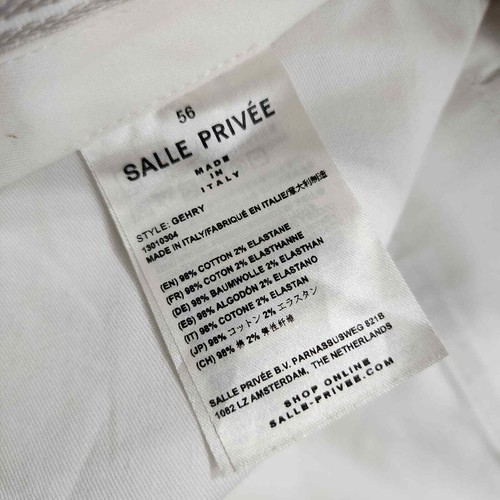 56
SALLE PRIVÉE
MADE
IN
ITALY
STYLE: GEHRY
13010304
MADE IN ITALY/FABRIQUÉ EN ITALIE/意大利制造
(EN) 98% COTTON 2% ELASTANE
(FR) 98% COTON 2% ELASTHANNE
(DE) 98% BAUMWOLLE 2% ELASTHAN
(ES) 98% ALGODÓN 2% ELASTANO
(IT) 98% COTONE 2% ELASTAN
(JP) 98% コットン 2% エラスタン
(CH) 98% 棉 2% 弹性纤维
SALLE PRIVÉE B.V. PARNASSUSWEG 821B
1082 LZ AMSTERDAM, THE NETHERLANDS
SHOP ONLINE
SALLE-PRIVEE.COM